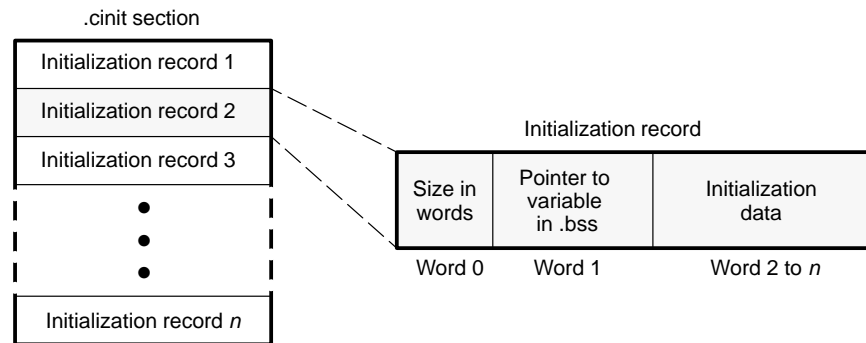 .cinit section
Initialization record 1
Initialization record 2
Initialization record 3
Initialization record n
Initialization record
Size in
words
Pointer to
variable
in .bss
Initialization
data
Word 0
Word 1
Word 2 to n